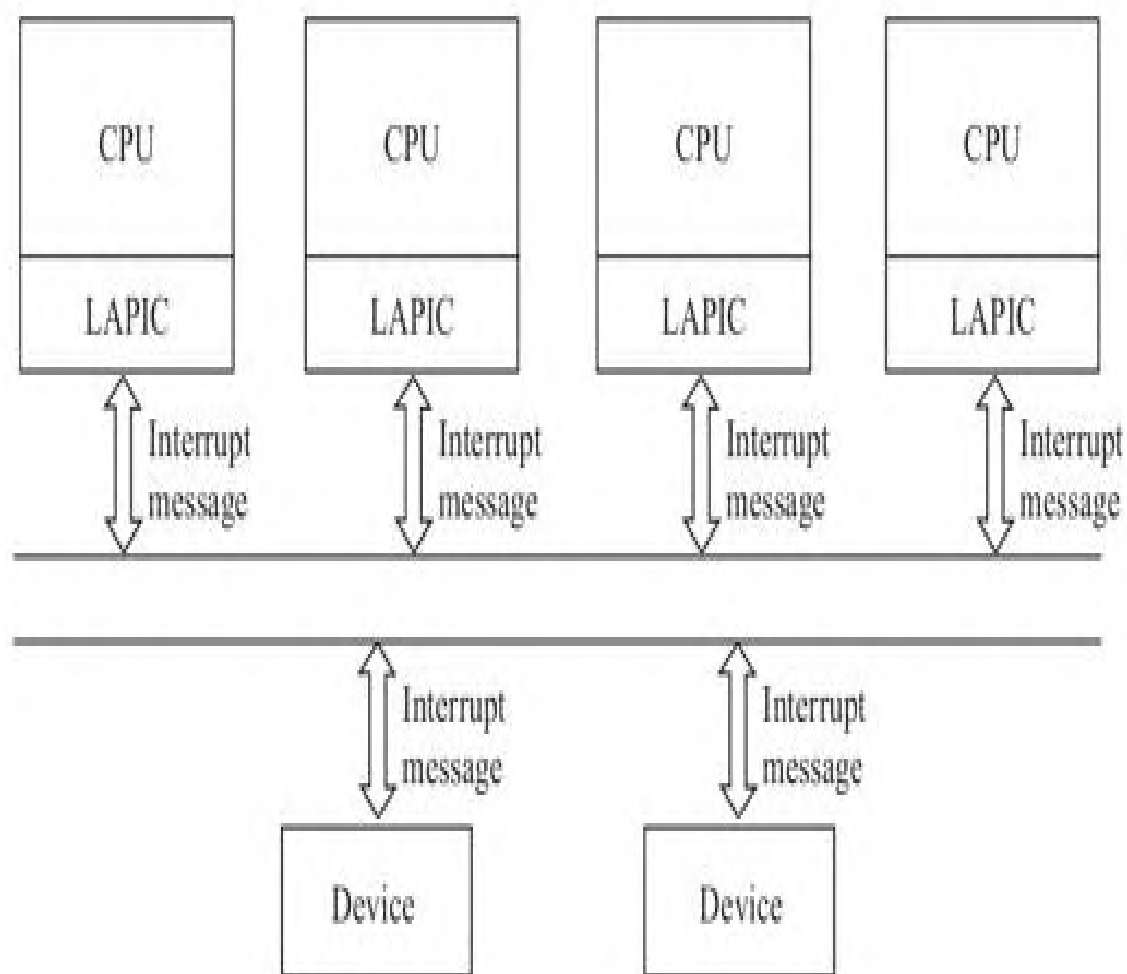 CPU
CPU
CPU
CPU
LAPIC
LAPIC
LAPIC
LAPIC
Interrupt
message
Interrupt
message
Interrupt
message
Interrupt
message
Interrupt
message
Interrupt
message
Device
Device